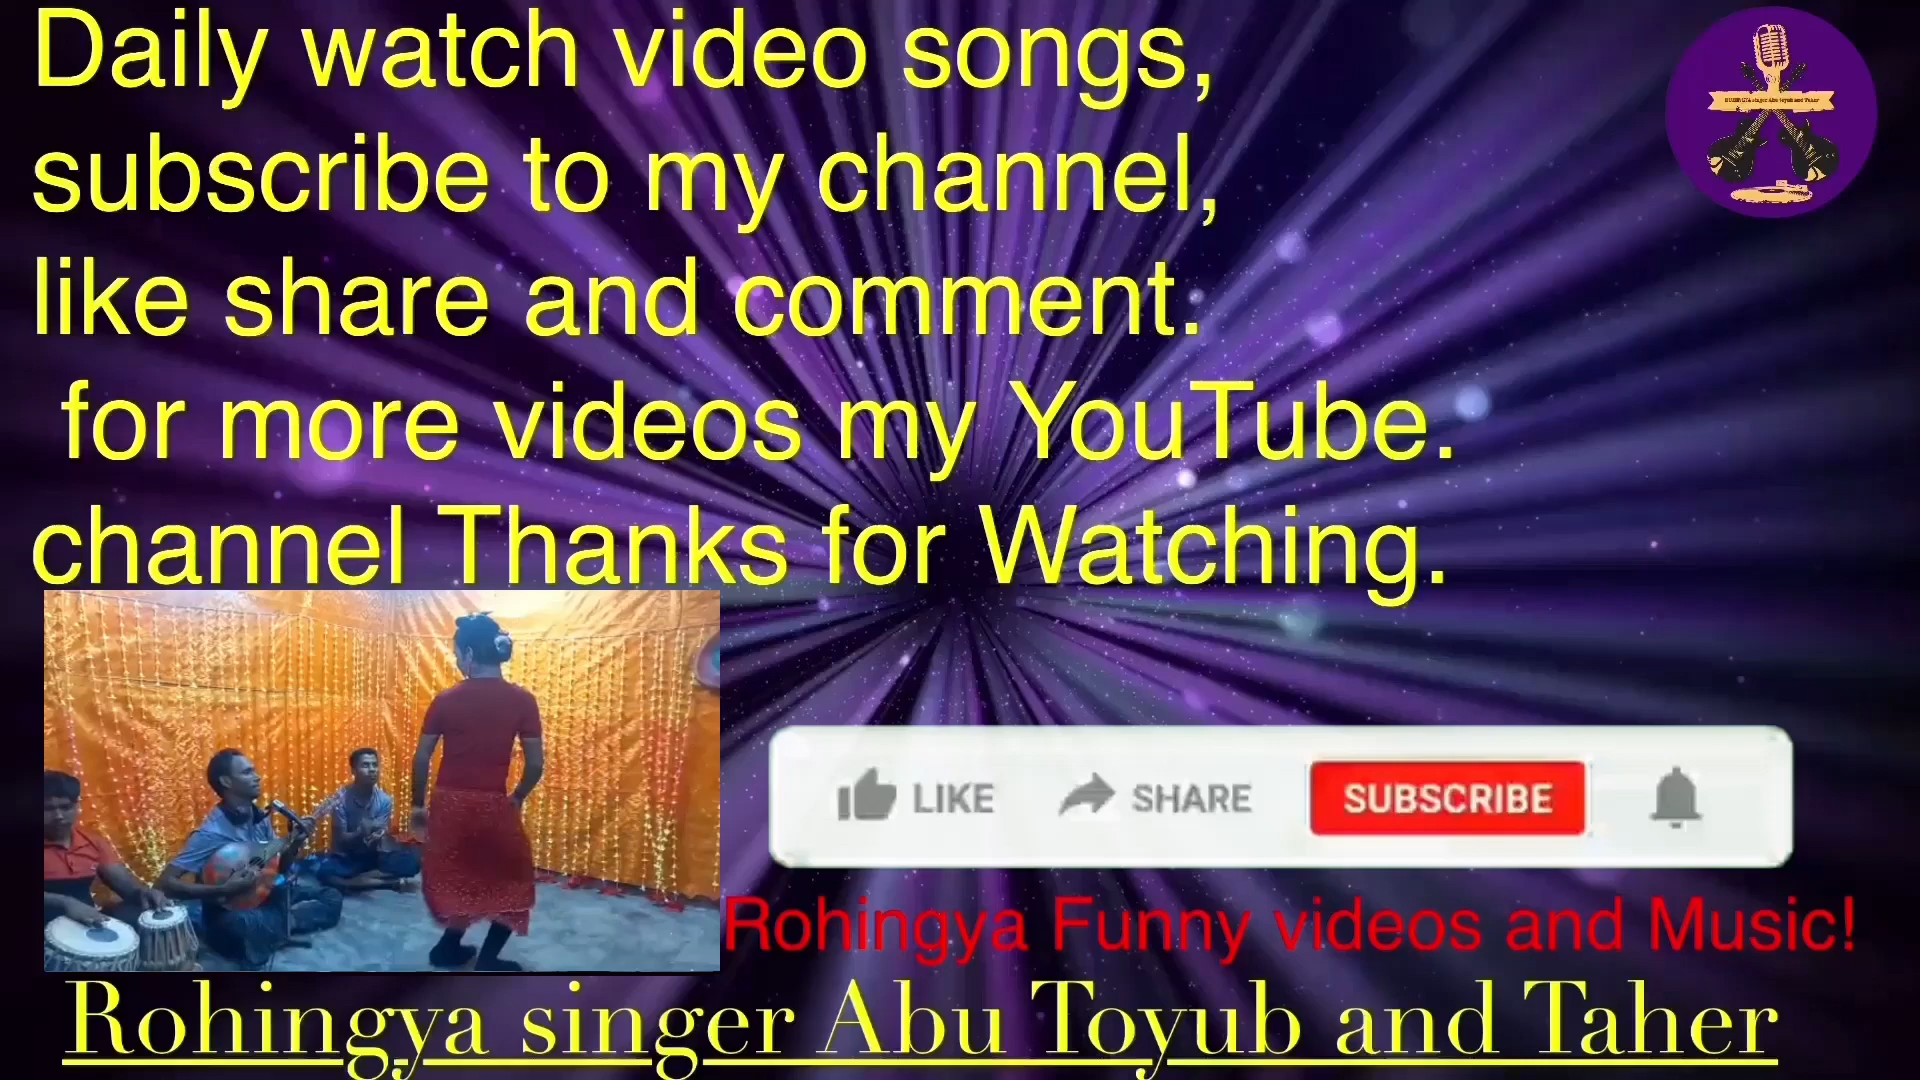 Daily watch video songs,
subscribe to my channel,
like share and comment.
for more videos my YouTube.
channel Thanks for Watching.
LIKE SHARE SUBSCRIBE
Rohingya Funny videos and Music!
Rohingya singer Abu Toyub and Taher